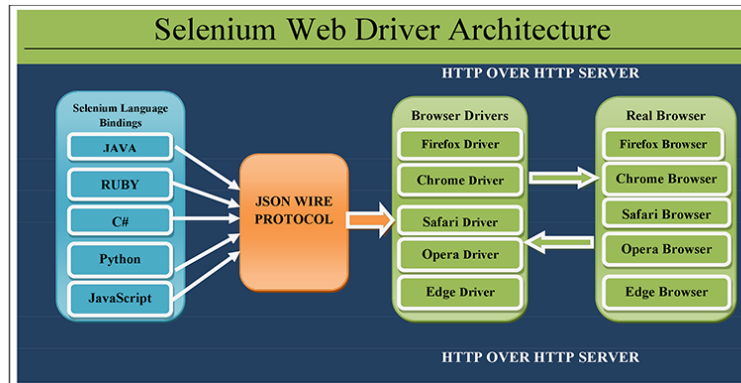 Selenium Web Driver Architecture
HTTP OVER HTTP SERVER
Selenium Language
Bindings
JAVA
RUBY
C#
Python
JavaScript
JSON WIRE
PROTOCOL
Browser Drivers
Firefox Driver
Chrome Driver
Safari Driver
Opera Driver
Edge Driver
Real Browser
Firefox Browser
Chrome Browser
Safari Browser
Opera Browser
Edge Browser
HTTP OVER HTTP SERVER